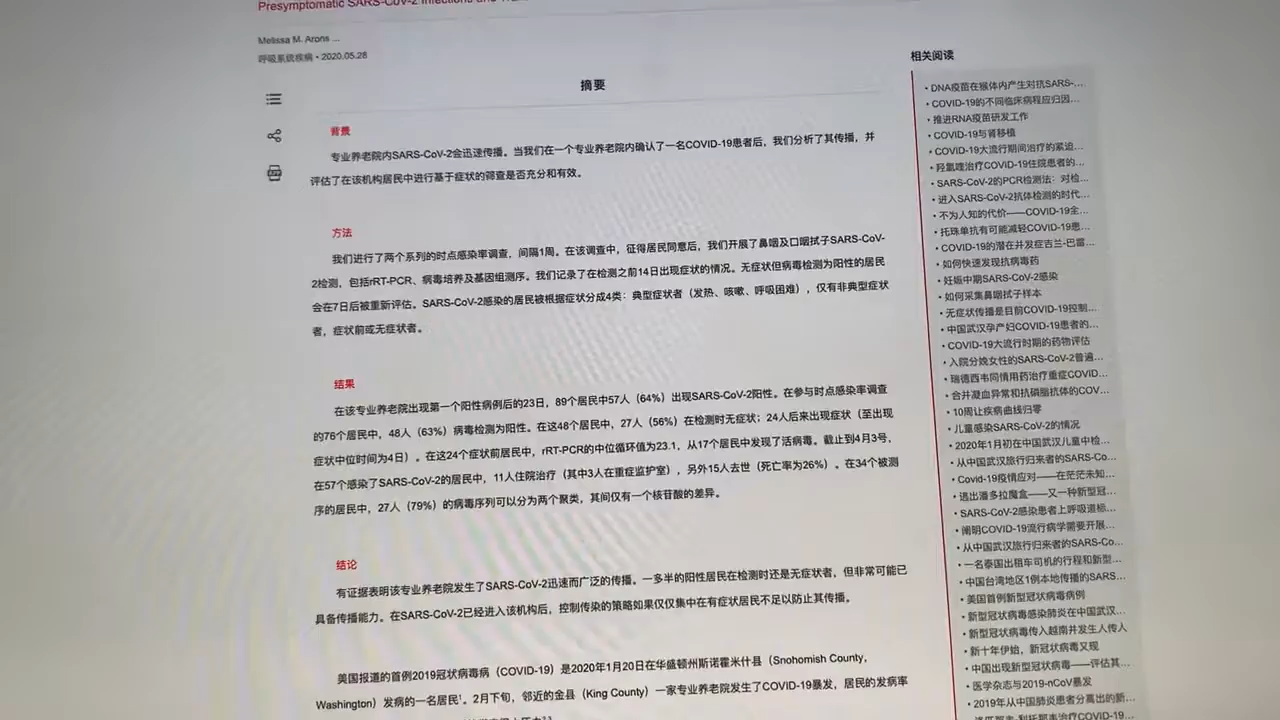 Presymptomatic SARS-CoV-2 Infections and
Melissa M. Arons ...
呼吸系统疾病 • 2020.05.28
摘要
背景
专业养老院内SARS-CoV-2会迅速传播。当我们在一个专业养老院内确认了一名COVID-19患者后，我们分析了其传播，并
评估了在该机构居民中进行基于症状的筛查是否充分和有效。
方法
我们进行了两个系列的时点感染率调查，间隔1周。在该调查中，征得居民同意后，我们开展了鼻咽及口咽拭子SARS-CoV-
2检测，包括rRT-PCR、病毒培养及基因组测序。我们记录了在检测之前14日出现症状的情况。无症状但病毒检测为阳性的居民
会在7日后被重新评估。SARS-CoV-2感染的居民被根据症状分成4类：典型症状者（发热、咳嗽、呼吸困难），仅有非典型症状
者，症状前或无症状者。
结果
在该专业养老院出现第一个阳性病例后的23日，89个居民中57人（64%）出现SARS-CoV-2阳性。在参与时点感染率调查
的76个居民中，48人（63%）病毒检测为阳性。在这48个居民中，27人（56%）在检测时无症状；24人后来出现症状（至出现
症状中位时间为4日）。在这24个症状前居民中，rRT-PCR的中位循环值为23.1，从17个居民中发现了活病毒。截止到4月3号，
在57个感染了SARS-CoV-2的居民中，11人住院治疗（其中3人在重症监护室），另外15人去世（死亡率为26%）。在34个被测
序的居民中，27人（79%）的病毒序列可以分为两个聚类，其间仅有一个核苷酸的差异。
结论
有证据表明该专业养老院发生了SARS-CoV-2迅速而广泛的传播。一多半的阳性居民在检测时还是无症状者，但非常可能已
具备传播能力。在SARS-CoV-2已经进入该机构后，控制传染的策略如果仅仅集中在有症状居民不足以防止其传播。
美国报道的首例2019冠状病毒病（COVID-19）是2020年1月20日在华盛顿州斯诺霍米什县（Snohomish County,
Washington）发病的一名居民¹。2月下旬，邻近的金县（King County）一家专业养老院发生了COVID-19暴发，居民的发病率
相关阅读
• DNA疫苗在猴体内产生对抗SARS-...
• COVID-19的不同临床病程应归因...
• 推进RNA疫苗研发工作
• COVID-19与肾移植
• COVID-19大流行期间治疗的紧迫...
• 羟氯喹治疗COVID-19住院患者的...
• SARS-CoV-2的PCR检测法：对检...
• 进入SARS-CoV-2抗体检测的时代...
• 不为人知的代价——COVID-19全...
• 托珠单抗有可能减轻COVID-19患...
• COVID-19的潜在并发症吉兰-巴雷...
• 如何快速发现抗病毒药
• 妊娠中期SARS-CoV-2感染
• 如何采集鼻咽拭子样本
• 无症状传播是目前COVID-19控制...
• 中国武汉孕产妇COVID-19患者的...
• COVID-19大流行时期的药物评估
• 入院分娩女性的SARS-CoV-2普遍...
• 瑞德西韦同情用药治疗重症COVID...
• 合并凝血异常和抗磷脂抗体的COV...
• 10周让疾病曲线归零
• 儿童感染SARS-CoV-2的情况
• 2020年1月初在中国武汉儿童中检...
• 从中国武汉旅行归来者的SARS-Co...
• Covid-19疫情应对——在茫茫未知...
• 逃出潘多拉魔盒——又一种新型冠...
• SARS-CoV-2感染患者上呼吸道标...
• 阐明COVID-19流行病学需要开展...
• 从中国武汉旅行归来者的SARS-Co...
• 一名泰国出租车司机的行程和新型...
• 中国台湾地区1例本地传播的SARS...
• 美国首例新型冠状病毒病例
• 新型冠状病毒感染肺炎在中国武汉...
• 新型冠状病毒传入越南并发生人传人
• 新十年伊始，新冠状病毒又现
• 中国出现新型冠状病毒——评估其...
• 医学杂志与2019-nCoV暴发
• 2019年从中国肺炎患者分离出的新...